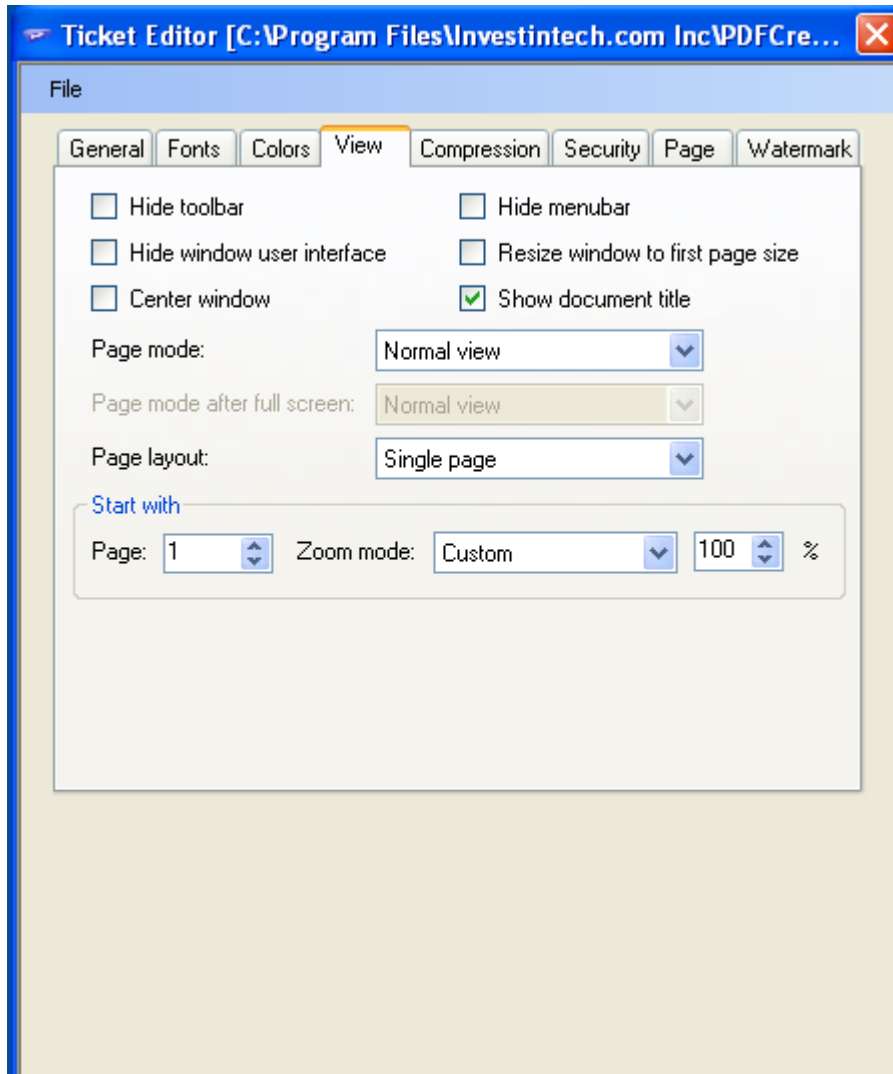 Ticket Editor [C:\Program Files\Investintech.com Inc\PDFCre...
File
General Fonts Colors View Compression Security Page Watermark
Hide toolbar Hide menubar
Hide window user interface Resize window to first page size
Center window Show document title
Page mode: Normal view
Page mode after full screen: Normal view
Page layout: Single page
Start with
Page: 1 Zoom mode: Custom 100 %